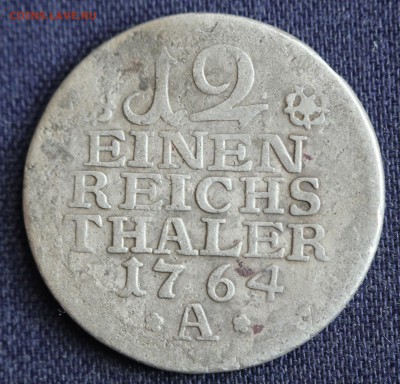 12
EINEN
REICHS
THALER
1764
A